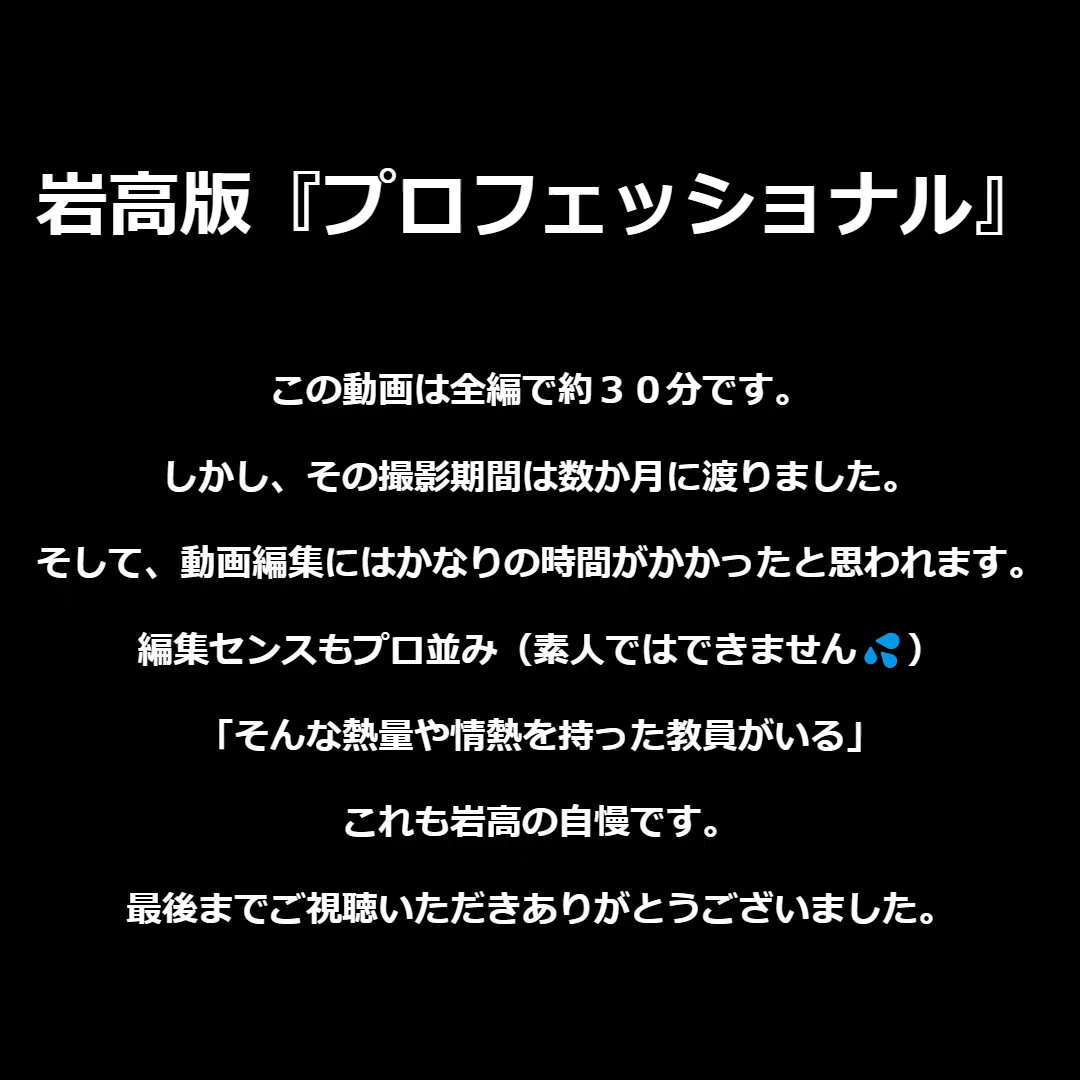 岩高版『プロフェッショナル』
この動画は全編で約３０分です。
しかし、その撮影期間は数か月に渡りました。
そして、動画編集にはかなりの時間がかかったと思われます。
編集センスもプロ並み（素人ではできません💦）
「そんな熱量や情熱を持った教員がいる」
これも岩高の自慢です。
最後までご視聴いただきありがとうございました。